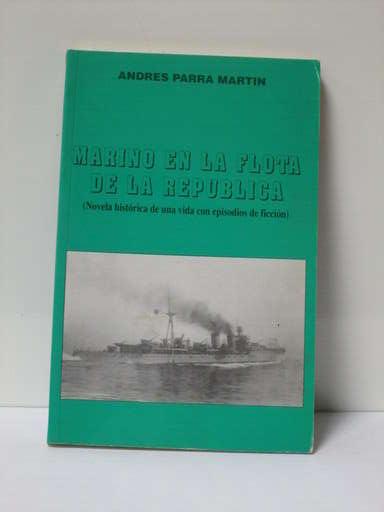 ANDRES PARRA MARTIN
MARINO EN LA FLOTA
DE LA REPUBLICA
(Novela histórica de una vida con episodios de ficción)